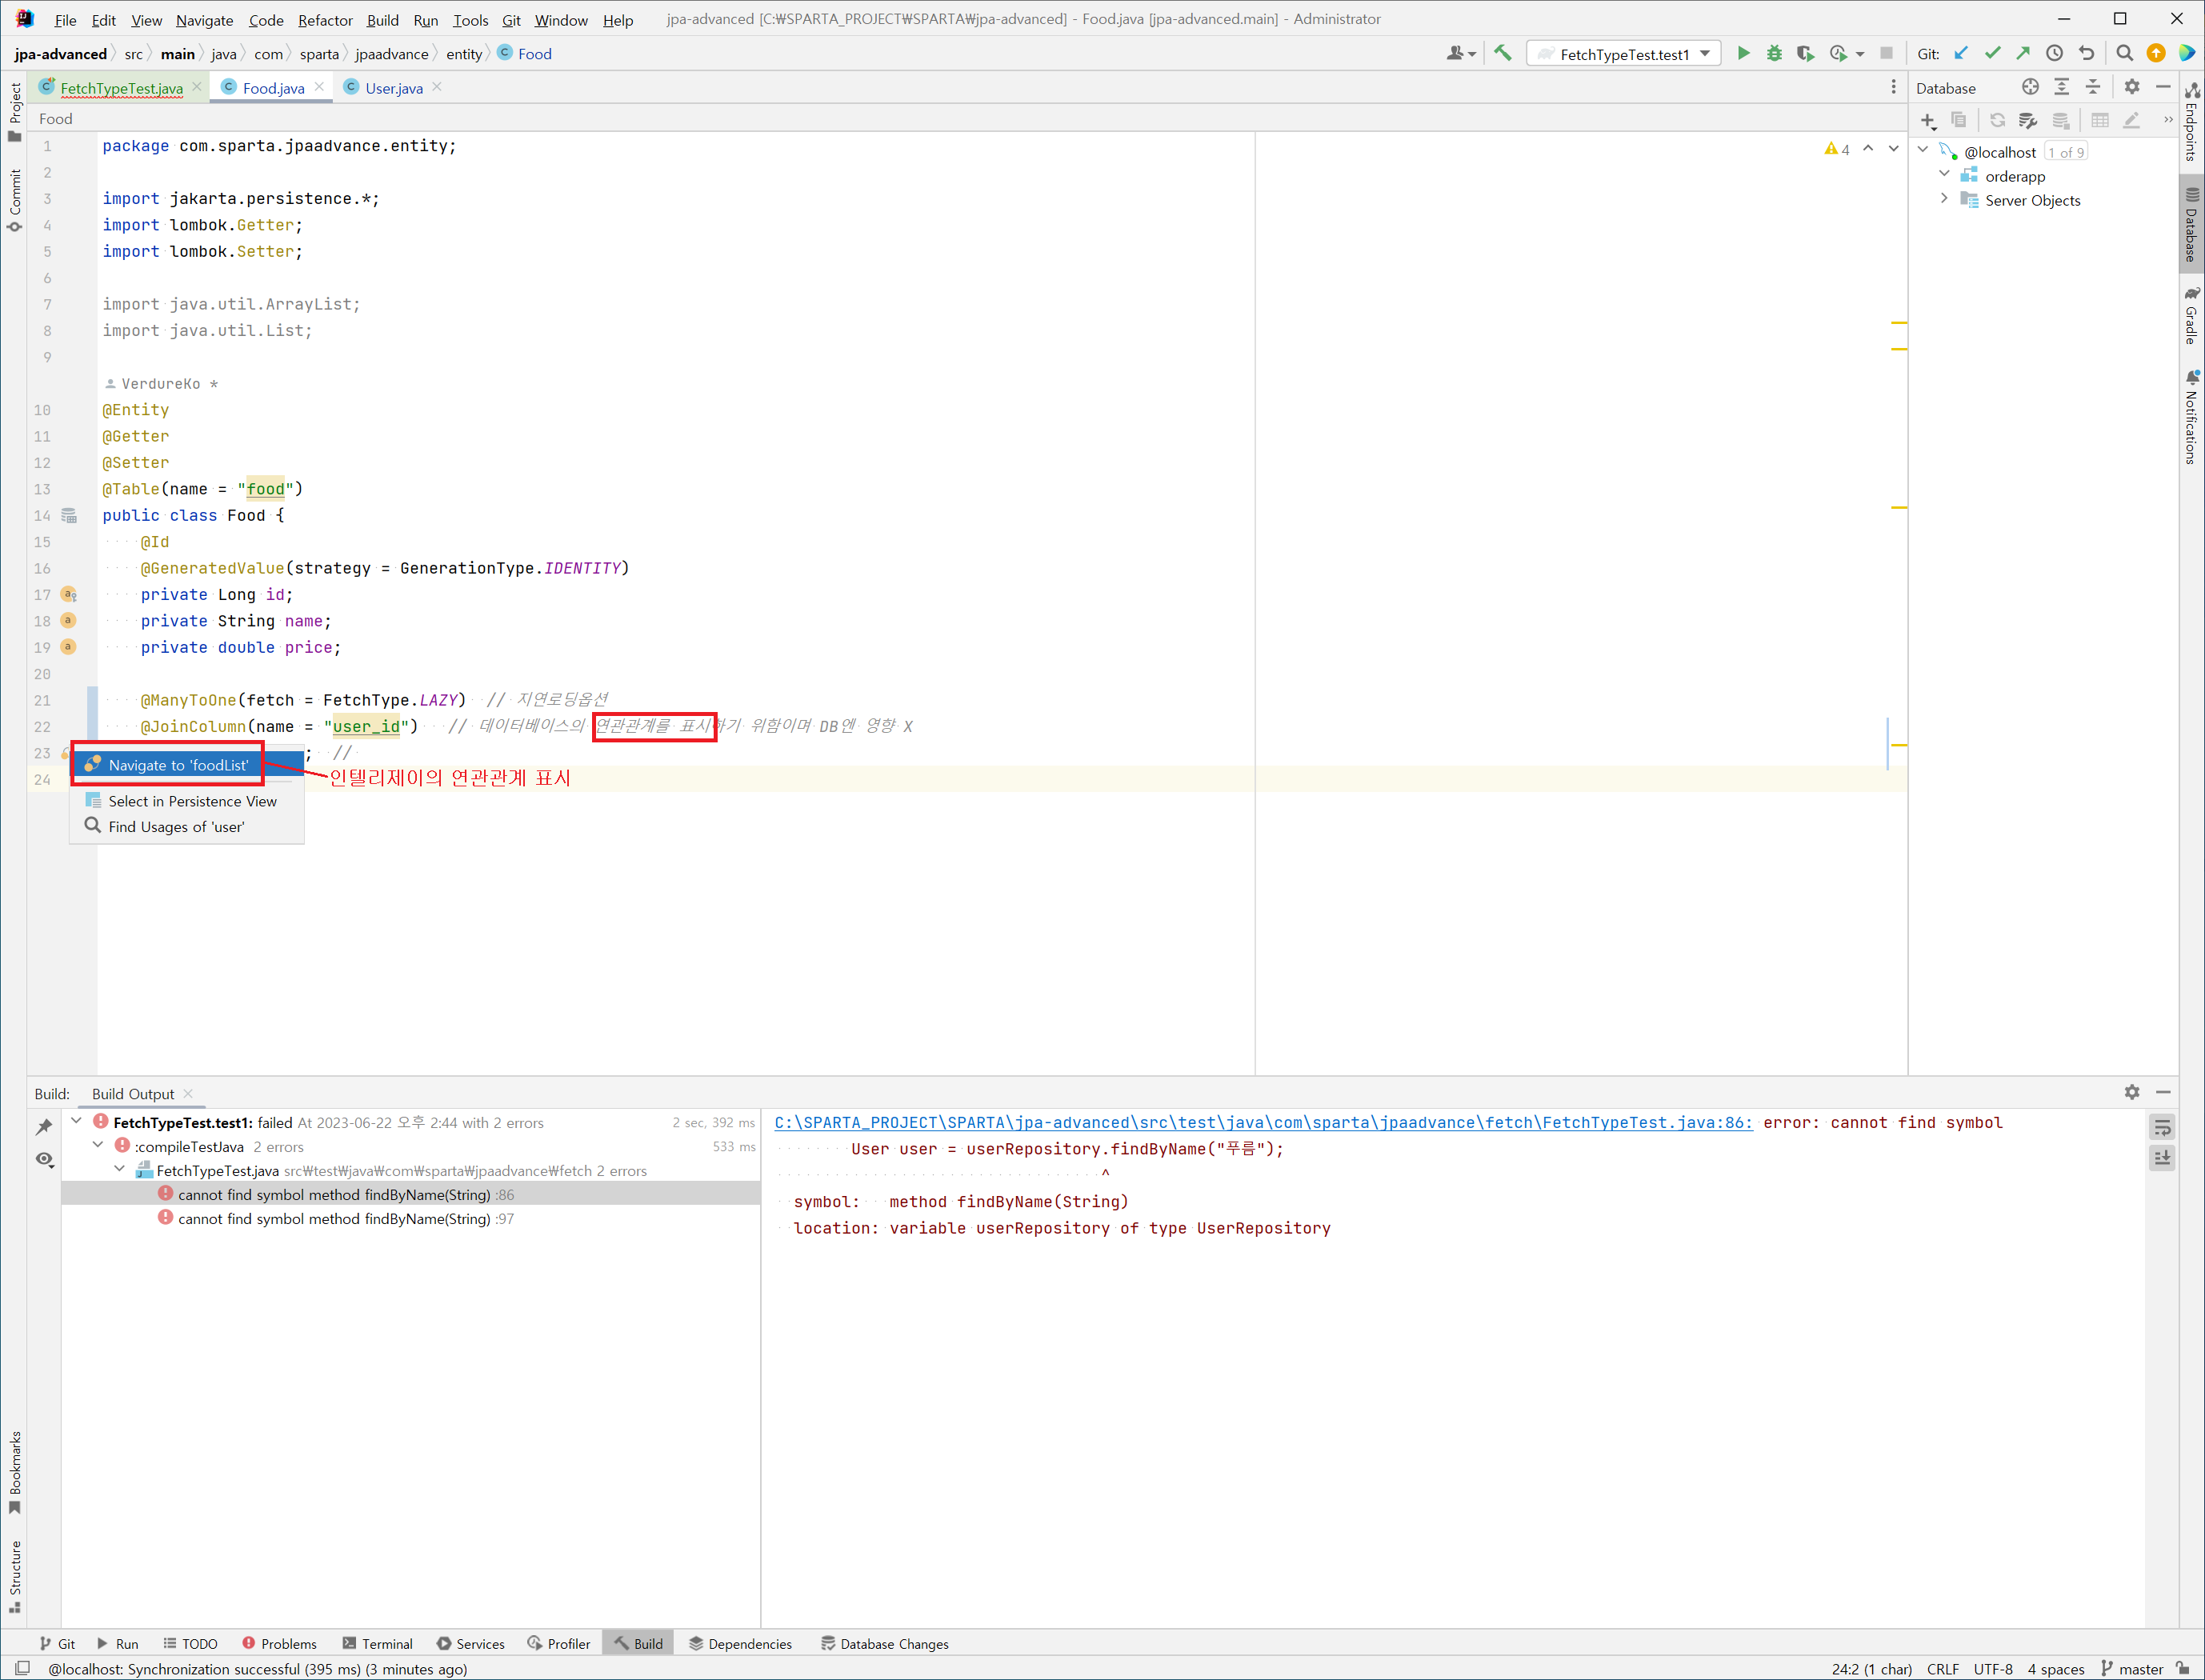 File Edit View Navigate Code Refactor Build Run Tools Git Window Help jpa-advanced [C:₩SPARTA_PROJECT₩SPARTA₩jpa-advanced] - Food.java [jpa-advanced.main] - Administrator
jpa-advanced src main java com sparta jpaadvance entity Food
FetchTypeTest.test1 Git:
FetchTypeTest.java Food.java User.java
Food
Project
Commit
Bookmarks
Structure
1 package com.sparta.jpaadvance.entity;
2
3 import jakarta.persistence.*;
4 import lombok.Getter;
5 import lombok.Setter;
6
7 import java.util.ArrayList;
8 import java.util.List;
9
VerdureKo *
10 @Entity
11 @Getter
12 @Setter
13 @Table(name = "food")
14 public class Food {
15 @Id
16 @GeneratedValue(strategy = GenerationType.IDENTITY)
17 private Long id;
18 private String name;
19 private double price;
20
21 @ManyToOne(fetch = FetchType.LAZY) // 지연로딩옵션
22 @JoinColumn(name = "user_id") // 데이터베이스의 연관관계를 표시하기 위함이며 DB엔 영향 X
23 ; //
24
4
Navigate to 'foodList'
인텔리제이의 연관관계 표시
Select in Persistence View
Find Usages of 'user'
Database
@localhost 1 of 9
orderapp
Server Objects
Endpoints
Database
Gradle
Notifications
Build: Build Output
FetchTypeTest.test1: failed At 2023-06-22 오후 2:44 with 2 errors 2 sec, 392 ms
:compileTestJava 2 errors 533 ms
FetchTypeTest.java src₩test₩java₩com₩sparta₩jpaadvance₩fetch 2 errors
cannot find symbol method findByName(String) :86
cannot find symbol method findByName(String) :97
C:\SPARTA_PROJECT\SPARTA\jpa-advanced\src\test\java\com\sparta\jpaadvance\fetch\FetchTypeTest.java:86: error: cannot find symbol
User user = userRepository.findByName("푸름");
^
symbol: method findByName(String)
location: variable userRepository of type UserRepository
Git Run TODO Problems Terminal Services Profiler Build Dependencies Database Changes
@localhost: Synchronization successful (395 ms) (3 minutes ago) 24:2 (1 char) CRLF UTF-8 4 spaces master